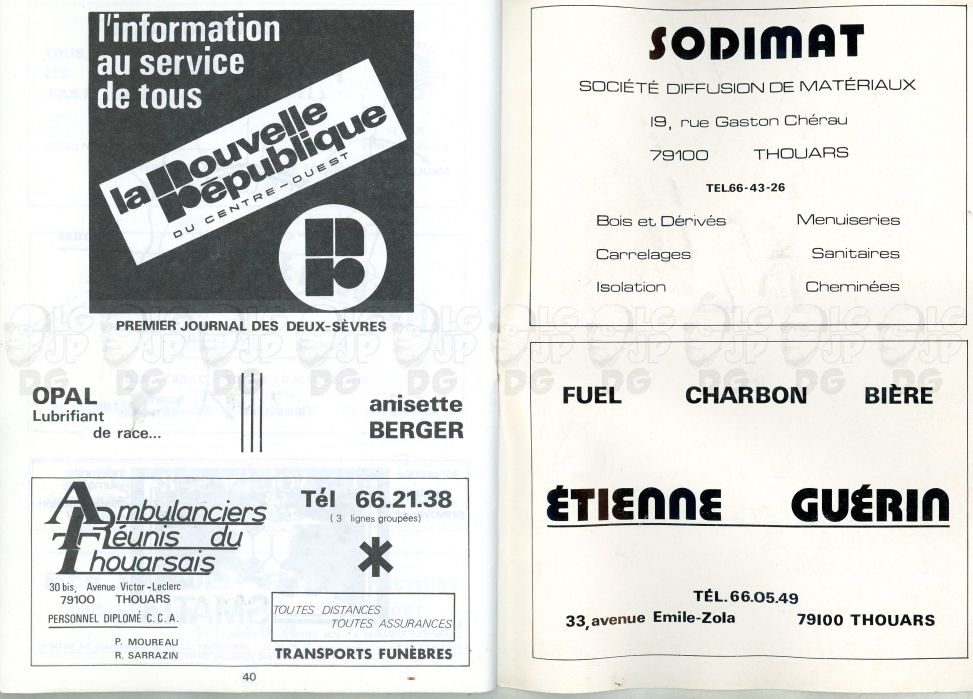 l'information
au service
de tous
la nouvelle
république
DU CENTRE-OUEST
PREMIER JOURNAL DES DEUX-SÈVRES
OPAL
Lubrifiant
de race...
anisette
BERGER
Ambulanciers
Réunis du
Thouarsais
30 bis, Avenue Victor-Leclerc
79100 THOUARS
PERSONNEL DIPLOMÉ C.C.A.
P. MOUREAU
R. SARRAZIN
Tél 66.21.38
(3 lignes groupées)
*
TOUTES DISTANCES
TOUTES ASSURANCES
TRANSPORTS FUNÈBRES
40
SODIMAT
SOCIÉTÉ DIFFUSION DE MATÉRIAUX
19, rue Gaston Chérau
79100 THOUARS
TEL66-43-26
Bois et Dérivés Menuiseries
Carrelages Sanitaires
Isolation Cheminées
FUEL CHARBON BIÈRE
ÉTIENNE GUÉRIN
TÉL.66.05.49
33, avenue Emile-Zola 79100 THOUARS